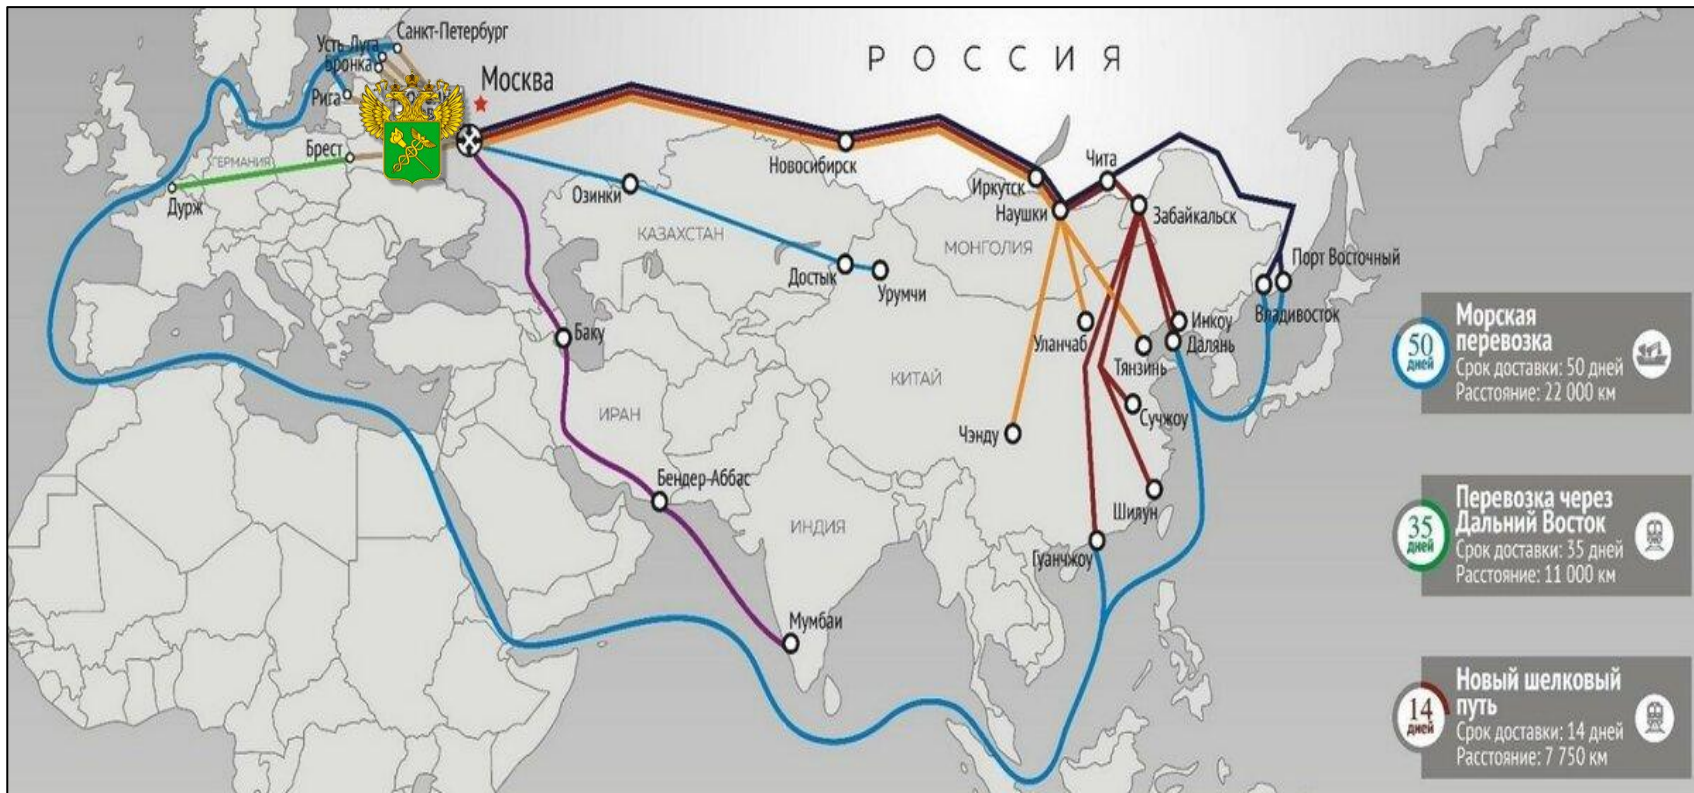 Санкт-Петербург
Усть-Луга
Бронка
Рига
Москва
РОССИЯ
Брест
ГЕРМАНИЯ
Дурж
Озинки
Новосибирск
Иркутск
Наушки
Чита
Забайкальск
КАЗАХСТАН
МОНГОЛИЯ
Достык
Урумчи
Порт Восточный
Владивосток
Баку
Уланчаб
Инкоу
Далянь
Тянзинь
КИТАЙ
ИРАН
Чэнду
Сучжоу
Бендер-Аббас
Шилун
ИНДИЯ
Гуанчжоу
Мумбаи
50
дней
Морская
перевозка
Срок доставки: 50 дней
Расстояние: 22 000 км
35
дней
Перевозка через
Дальний Восток
Срок доставки: 35 дней
Расстояние: 11 000 км
14
дней
Новый шелковый
путь
Срок доставки: 14 дней
Расстояние: 7 750 км